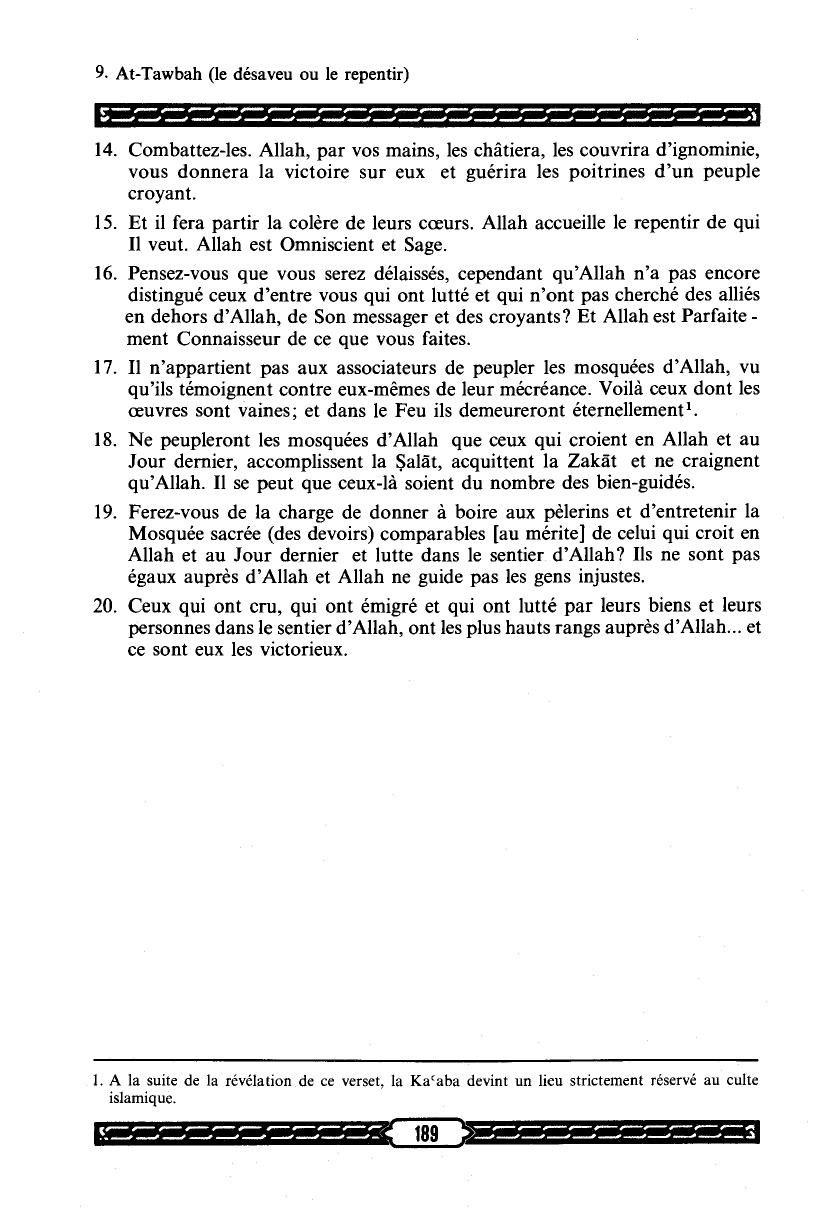 9. At-Tawbah (le désaveu ou le repentir)
14. Combattez-les. Allah, par vos mains, les châtiera, les couvrira d'ignominie,
vous donnera la victoire sur eux et guérira les poitrines d'un peuple
croyant.
15. Et il fera partir la colère de leurs cœurs. Allah accueille le repentir de qui
Il veut. Allah est Omniscient et Sage.
16. Pensez-vous que vous serez délaissés, cependant qu'Allah n'a pas encore
distingué ceux d'entre vous qui ont lutté et qui n'ont pas cherché des alliés
en dehors d'Allah, de Son messager et des croyants? Et Allah est Parfaite -
ment Connaisseur de ce que vous faites.
17. Il n'appartient pas aux associateurs de peupler les mosquées d'Allah, vu
qu'ils témoignent contre eux-mêmes de leur mécréance. Voilà ceux dont les
œuvres sont vaines; et dans le Feu ils demeureront éternellement¹.
18. Ne peupleront les mosquées d'Allah que ceux qui croient en Allah et au
Jour dernier, accomplissent la Ṣalāt, acquittent la Zakāt et ne craignent
qu'Allah. Il se peut que ceux-là soient du nombre des bien-guidés.
19. Ferez-vous de la charge de donner à boire aux pèlerins et d'entretenir la
Mosquée sacrée (des devoirs) comparables [au mérite] de celui qui croit en
Allah et au Jour dernier et lutte dans le sentier d'Allah? Ils ne sont pas
égaux auprès d'Allah et Allah ne guide pas les gens injustes.
20. Ceux qui ont cru, qui ont émigré et qui ont lutté par leurs biens et leurs
personnes dans le sentier d'Allah, ont les plus hauts rangs auprès d'Allah... et
ce sont eux les victorieux.
1. A la suite de la révélation de ce verset, la Kaʿaba devint un lieu strictement réservé au culte
islamique.
189